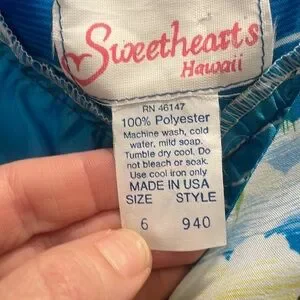 Sweethearts
Hawaii
RN 46147
100% Polyester
Machine wash, cold
water, mild soap.
Tumble dry cool. Do
not bleach or soak.
Use cool iron only
MADE IN USA
SIZE STYLE
6 940